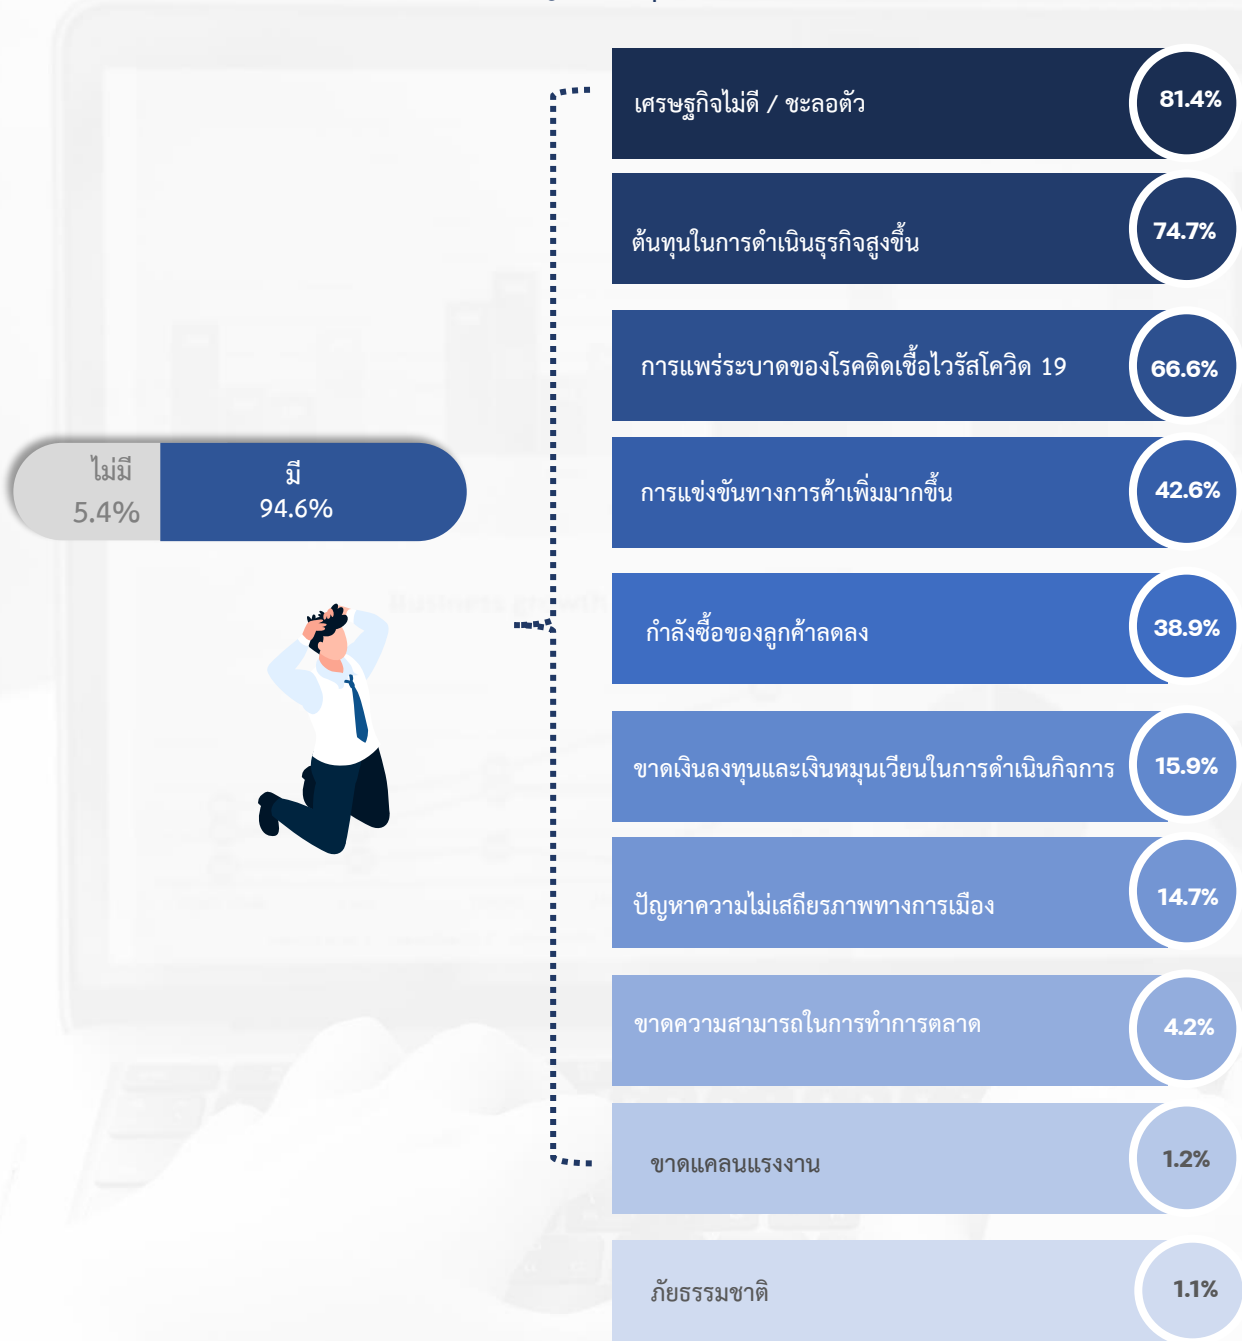 ไม่มี
5.4%
มี
94.6%
เศรษฐกิจไม่ดี / ชะลอตัว
81.4%
ต้นทุนในการดำเนินธุรกิจสูงขึ้น
74.7%
การแพร่ระบาดของโรคติดเชื้อไวรัสโควิด 19
66.6%
การแข่งขันทางการค้าเพิ่มมากขึ้น
42.6%
กำลังซื้อของลูกค้าลดลง
38.9%
ขาดเงินลงทุนและเงินหมุนเวียนในการดำเนินกิจการ
15.9%
ปัญหาความไม่เสถียรภาพทางการเมือง
14.7%
ขาดความสามารถในการทำการตลาด
4.2%
ขาดแคลนแรงงาน
1.2%
ภัยธรรมชาติ
1.1%
Business growth